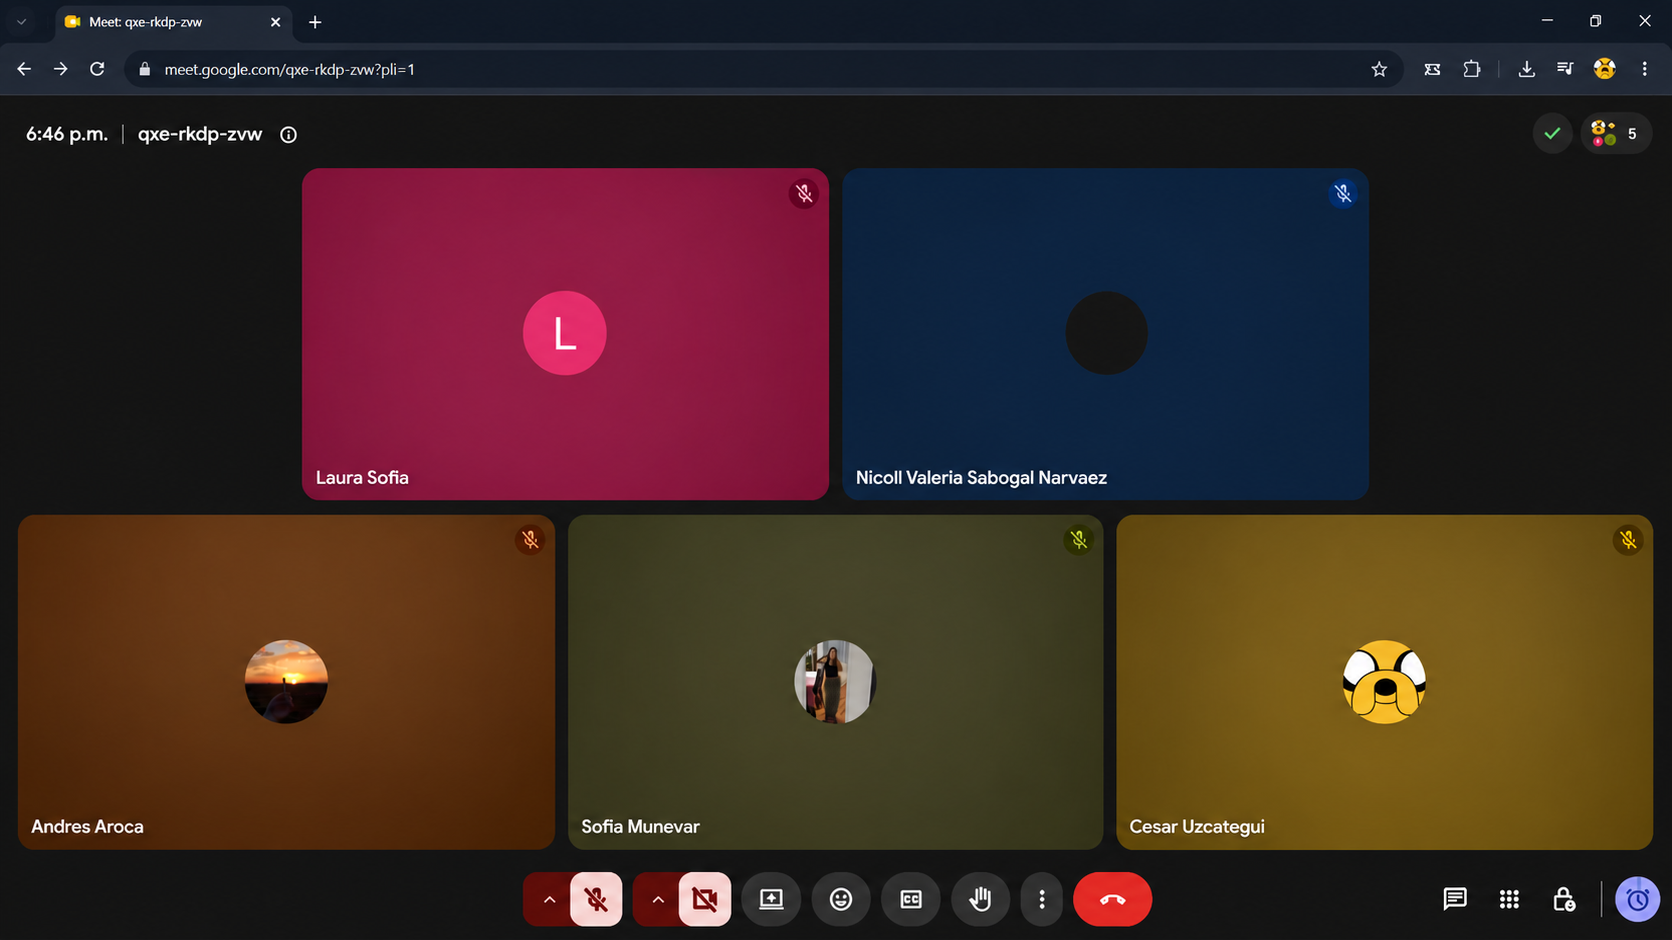 Meet: qxe-rkdp-zvw
meet.google.com/qxe-rkdp-zvw?pli=1
6:46 p.m. | qxe-rkdp-zvw
5
L
Laura Sofia
Nicoll Valeria Sabogal Narvaez
Andres Aroca
Sofia Munevar
Cesar Uzcategui
CC